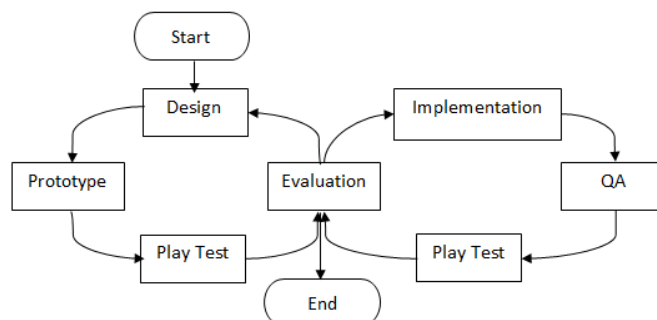 Start
Design
Implementation
Prototype
Evaluation
QA
Play Test
Play Test
End